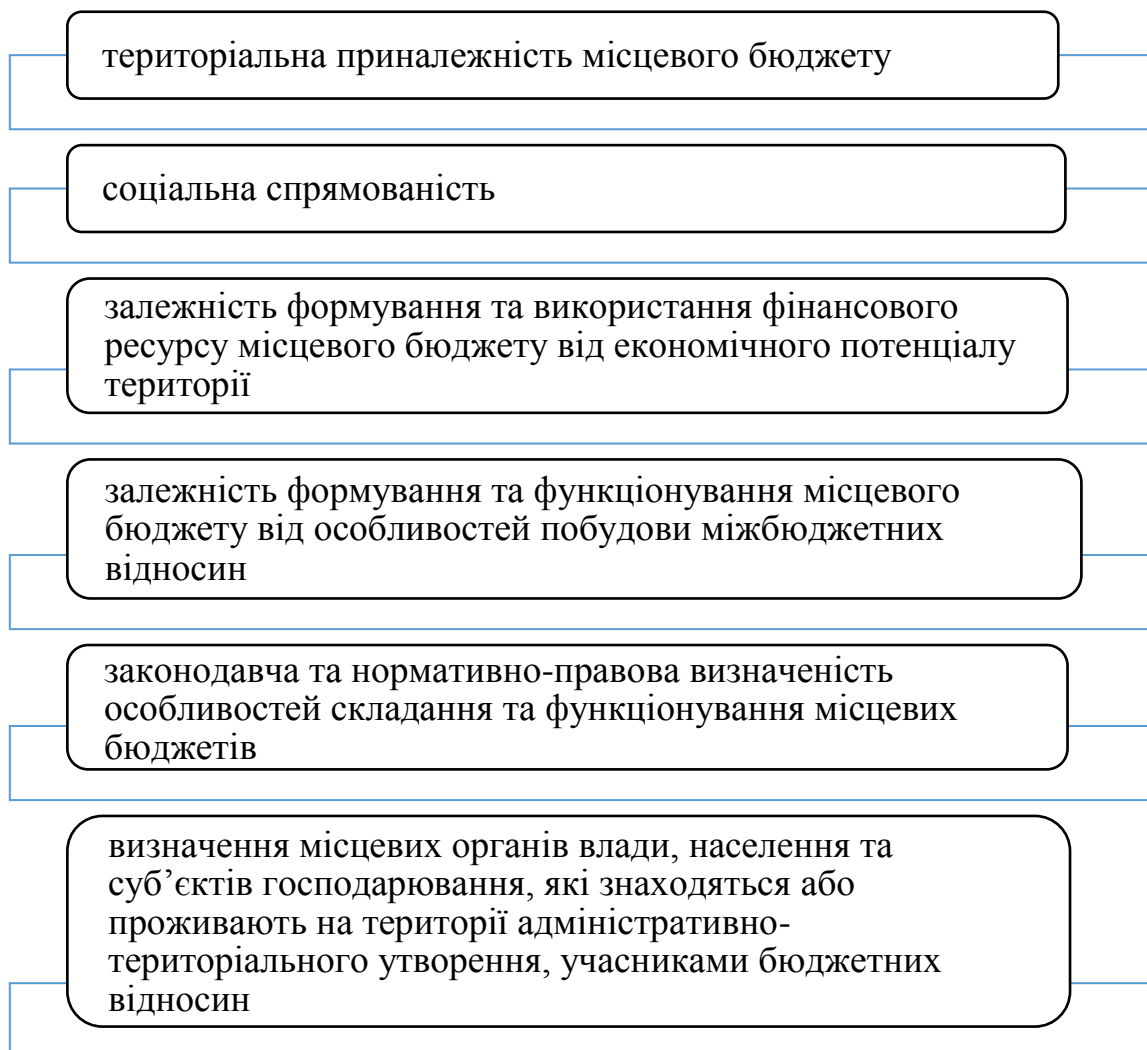 територіальна приналежність місцевого бюджету
соціальна спрямованість
залежність формування та використання фінансового
ресурсу місцевого бюджету від економічного потенціалу
території
залежність формування та функціонування місцевого
бюджету від особливостей побудови міжбюджетних
відносин
законодавча та нормативно-правова визначеність
особливостей складання та функціонування місцевих
бюджетів
визначення місцевих органів влади, населення та
суб’єктів господарювання, які знаходяться або
проживають на території адміністративно-
територіального утворення, учасниками бюджетних
відносин